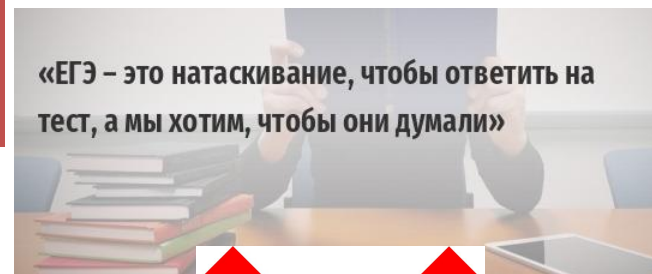 «ЕГЭ – это натаскивание, чтобы ответить на
тест, а мы хотим, чтобы они думали»